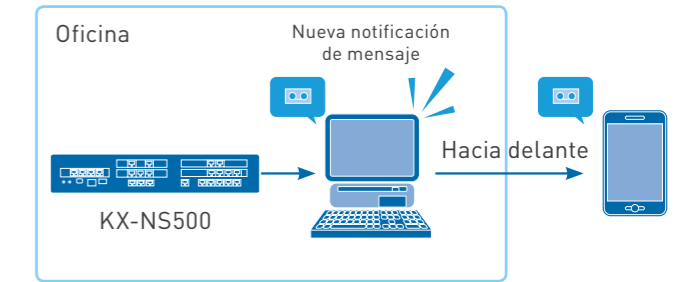 Oficina
Nueva notificación
de mensaje
Hacia delante
KX-NS500